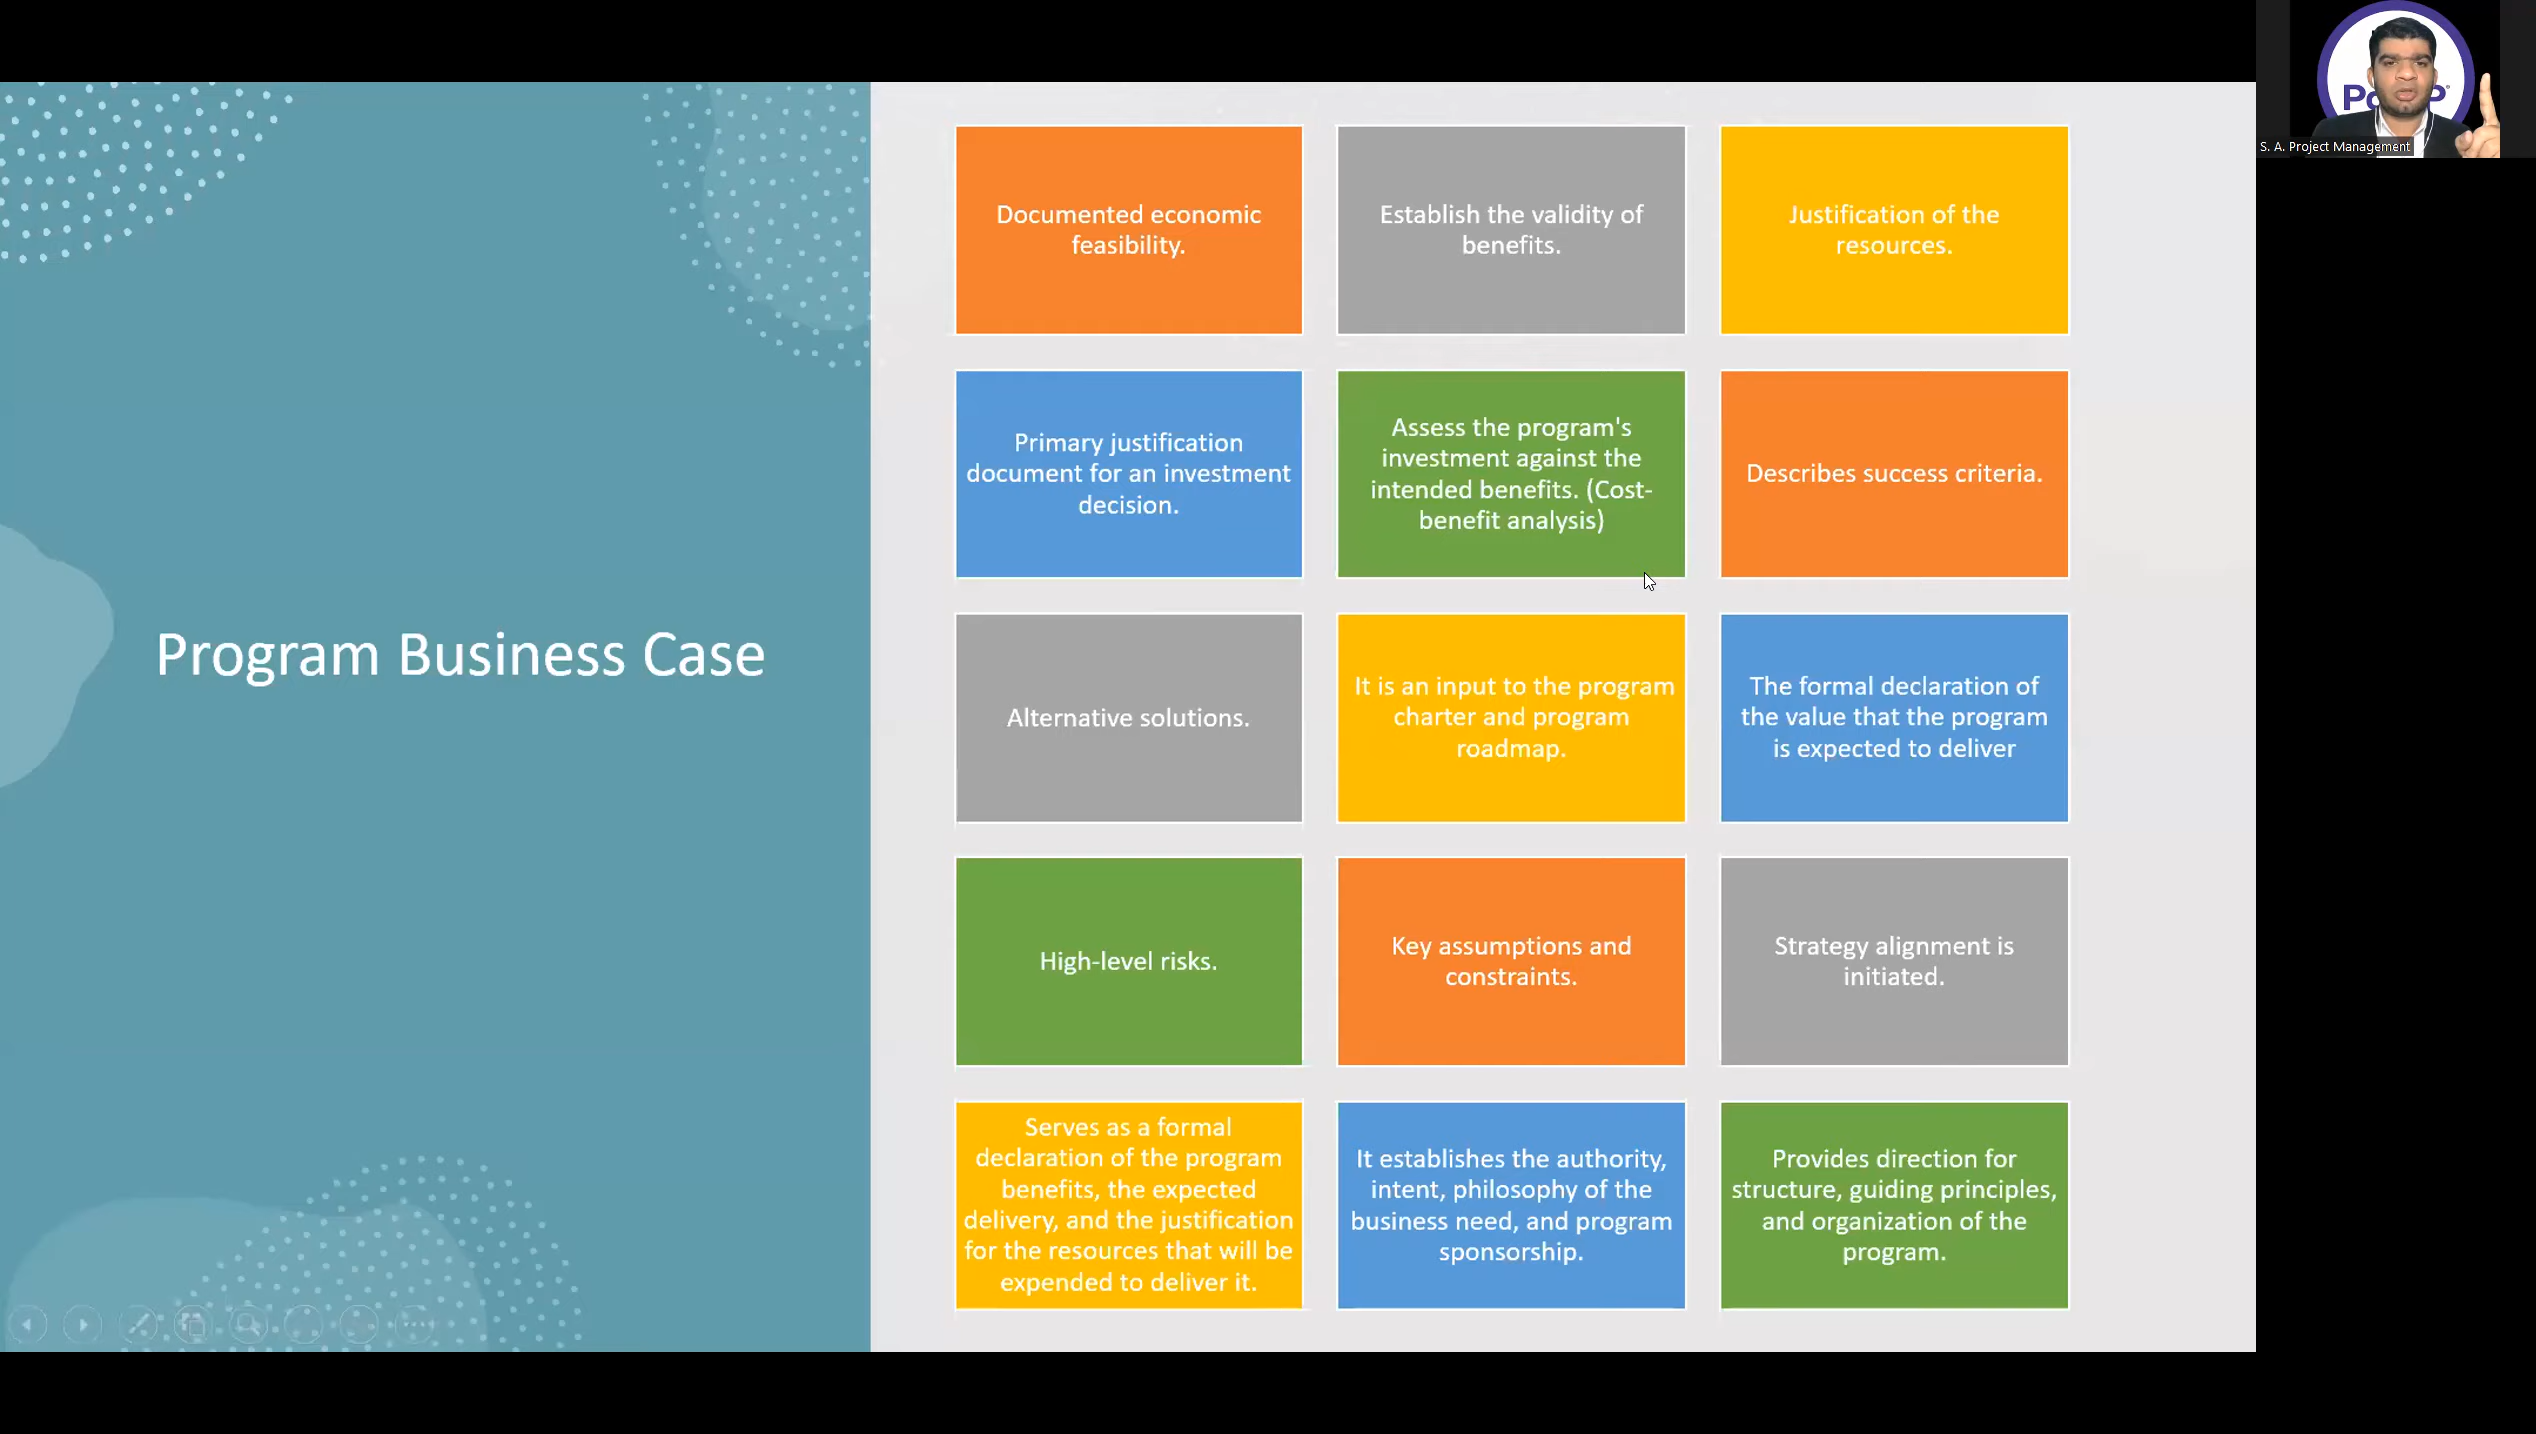 Program Business Case
Documented economic
feasibility.
Establish the validity of
benefits.
Justification of the
resources.
Primary justification
document for an investment
decision.
Assess the program's
investment against the
intended benefits. (Cost-
benefit analysis)
Describes success criteria.
Alternative solutions.
It is an input to the program
charter and program
roadmap.
The formal declaration of
the value that the program
is expected to deliver
High-level risks.
Key assumptions and
constraints.
Strategy alignment is
initiated.
Serves as a formal
declaration of the program
benefits, the expected
delivery, and the justification
for the resources that will be
expended to deliver it.
It establishes the authority,
intent, philosophy of the
business need, and program
sponsorship.
Provides direction for
structure, guiding principles,
and organization of the
program.
S. A. Project Management